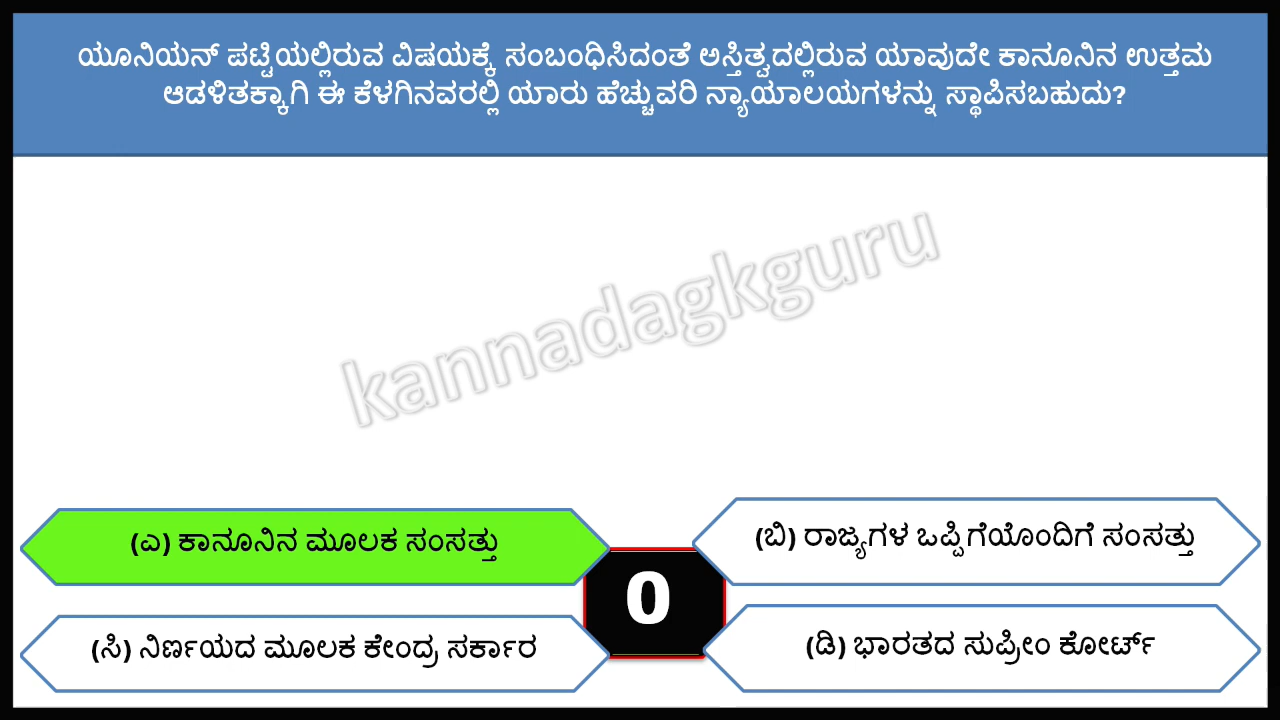 ಯೂನಿಯನ್ ಪಟ್ಟಿಯಲ್ಲಿರುವ ವಿಷಯಕ್ಕೆ ಸಂಬಂಧಿಸಿದಂತೆ ಅಸ್ತಿತ್ವದಲ್ಲಿರುವ ಯಾವುದೇ ಕಾನೂನಿನ ಉತ್ತಮ
ಆಡಳಿತಕ್ಕಾಗಿ ಈ ಕೆಳಗಿನವರಲ್ಲಿ ಯಾರು ಹೆಚ್ಚುವರಿ ನ್ಯಾಯಾಲಯಗಳನ್ನು ಸ್ಥಾಪಿಸಬಹುದು?
kannadagkguru
(ಎ) ಕಾನೂನಿನ ಮೂಲಕ ಸಂಸತ್ತು
(ಬಿ) ರಾಜ್ಯಗಳ ಒಪ್ಪಿಗೆಯೊಂದಿಗೆ ಸಂಸತ್ತು
0
(ಸಿ) ನಿರ್ಣಯದ ಮೂಲಕ ಕೇಂದ್ರ ಸರ್ಕಾರ
(ಡಿ) ಭಾರತದ ಸುಪ್ರೀಂ ಕೋರ್ಟ್